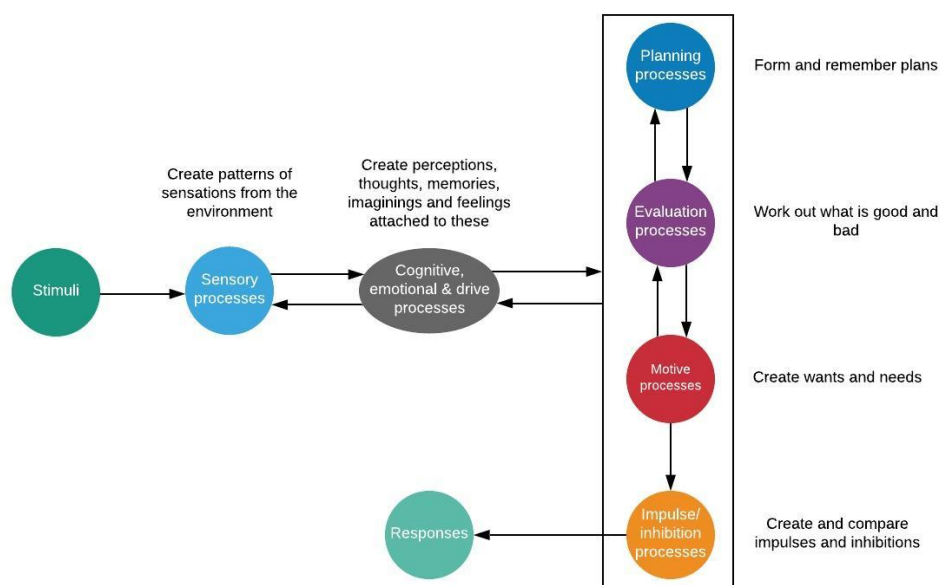 Planning
processes
Form and remember plans
Create patterns of
sensations from the
environment
Create perceptions,
thoughts, memories,
imaginings and feelings
attached to these
Evaluation
processes
Work out what is good and
bad
Stimuli
Sensory
processes
Cognitive,
emotional & drive
processes
Motive
processes
Create wants and needs
Responses
Impulse/
inhibition
processes
Create and compare
impulses and inhibitions